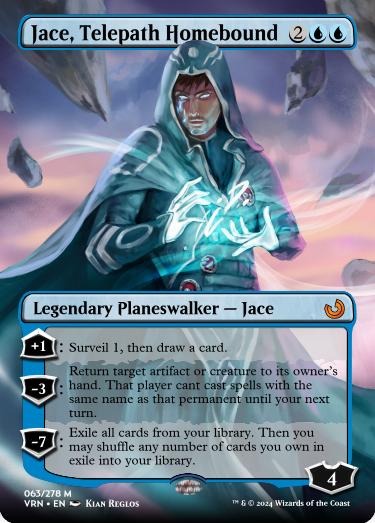 Jace, Telepath Homebound 2
Legendary Planeswalker — Jace
+1: Surveil 1, then draw a card.
-3: Return target artifact or creature to its owner's
hand. That player cant cast spells with the
same name as that permanent until your next
turn.
-7: Exile all cards from your library. Then you
may shuffle any number of cards you own in
exile into your library.
4
063/278 M
VRN • EN Kian Reglos
™ & © 2024 Wizards of the Coast